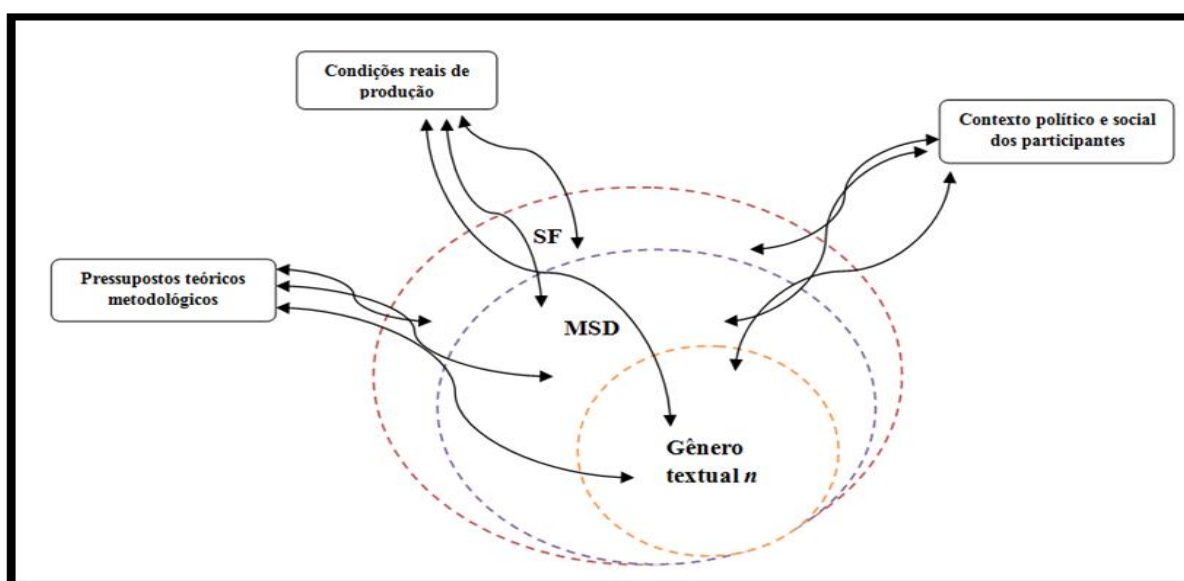 Condições reais de
produção
Contexto político e social
dos participantes
SF
Pressupostos teóricos
metodológicos
MSD
Gênero
textual n